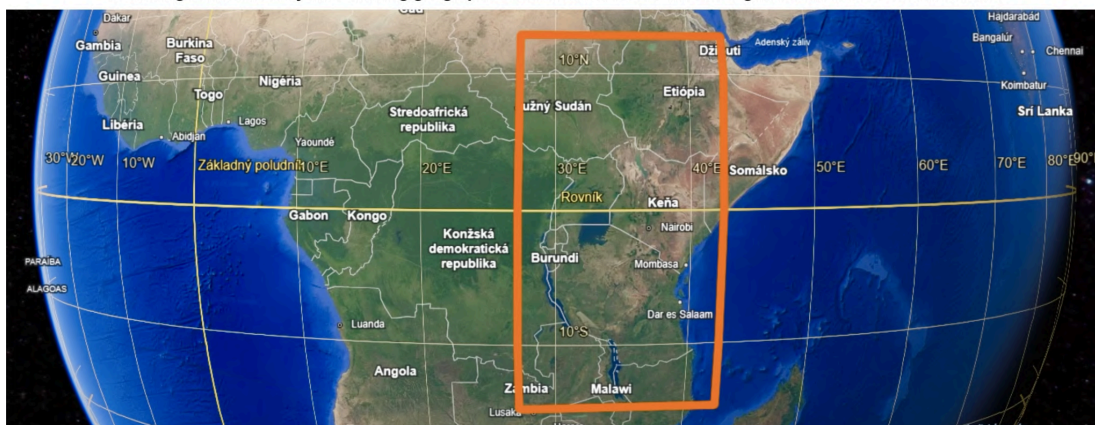 Dakar
Hajdarabád
Gambia
Burkina
Faso
Džibuti
Adenský záliv
Bangalúr
Chennai
10°N
Guinea
Nigéria
Etiópia
Koimbatur
Togo
Stredoafrická
republika
Južný Sudán
Srí Lanka
Libéria
Lagos
Abidjan
Yaoundé
30°W
20°W
10°W
Základný poludník
10°E
20°E
30°E
40°E
Somálsko
50°E
60°E
70°E
80°E
90°E
Rovník
Keňa
Gabon
Kongo
Nairobi
Konžská
demokratická
republika
Burundi
Mombasa
PARAÍBA
ALAGOAS
Dar es Salaam
Luanda
10°S
Angola
Zambia
Malawi
Lusaka